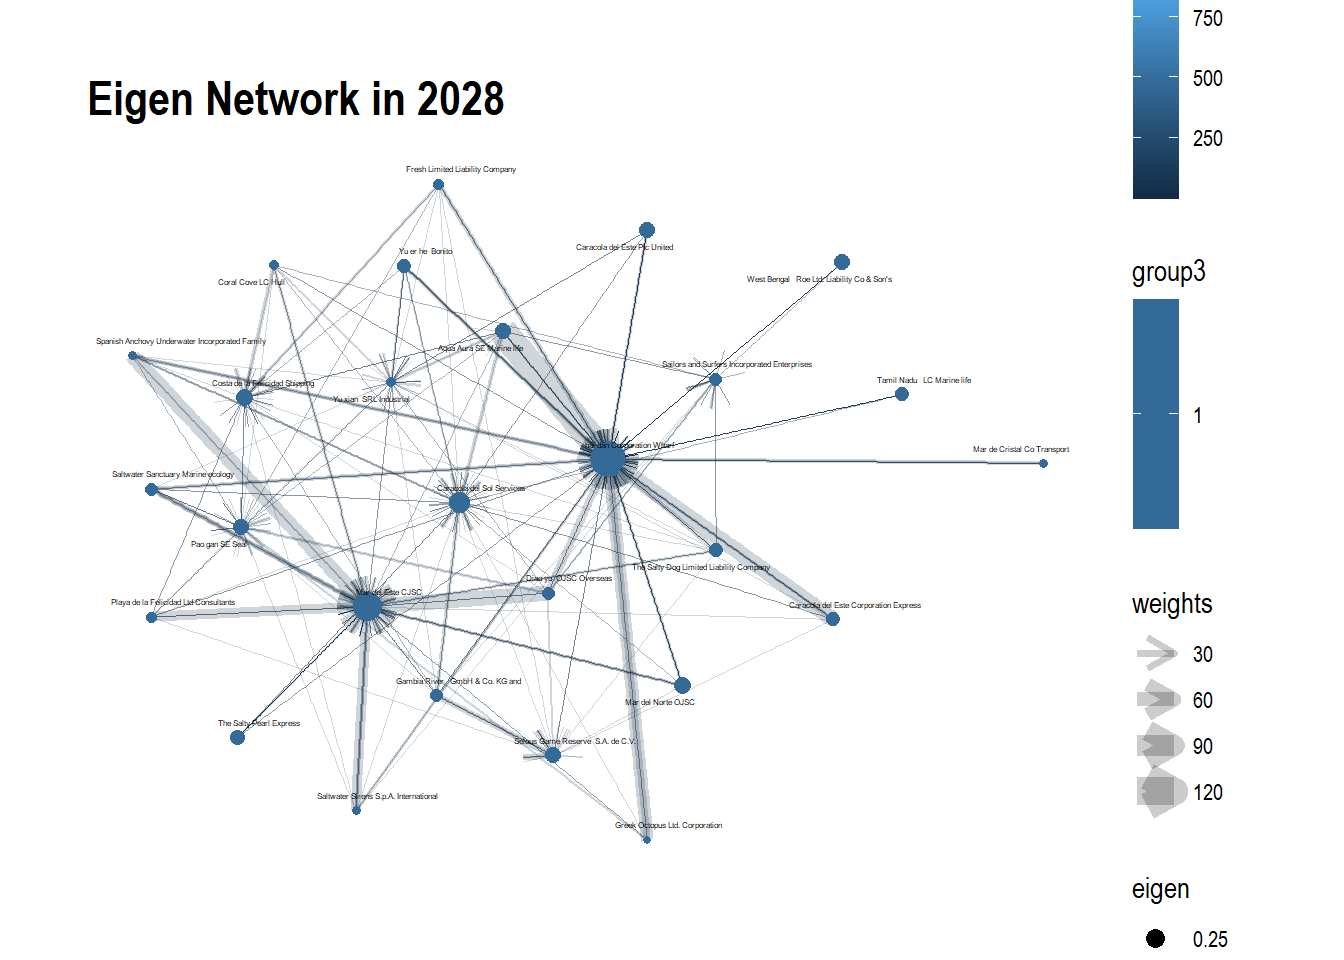 750
500
250
Eigen Network in 2028
Fresh Limited Liability Company
Caracola del Este Plc United
Yu er he Bonito
Coral Cove LC Hull
West Bengal Roe Ltd. Liability Co & Son's
group3
Spanish Anchovy Underwater Incorporated Family
Aqua Aura SE Marine life
Sailors and Surfers Incorporated Enterprises
Costa de la Felicidad Shipping
Yu xian SRL Industrial
Tamil Nadu LC Marine life
1
Corporation Wharf
Mar de Cristal Co Transport
Saltwater Sanctuary Marine ecology
Caracola del Sol Services
Pao gan SE Sea
The Salty Dog Limited Liability Company
Diao yu CJSC Overseas
Mar del Este CJSC
Playa de la Felicidad Ltd Consultants
Caracola del Este Corporation Express
weights
30
60
90
120
Gambia River GmbH & Co. KG and
Mar del Norte OJSC
The Salty Pearl Express
Selous Game Reserve S.A. de C.V.
Saltwater Sirens S.p.A. International
Greek Octopus Ltd. Corporation
eigen
0.25